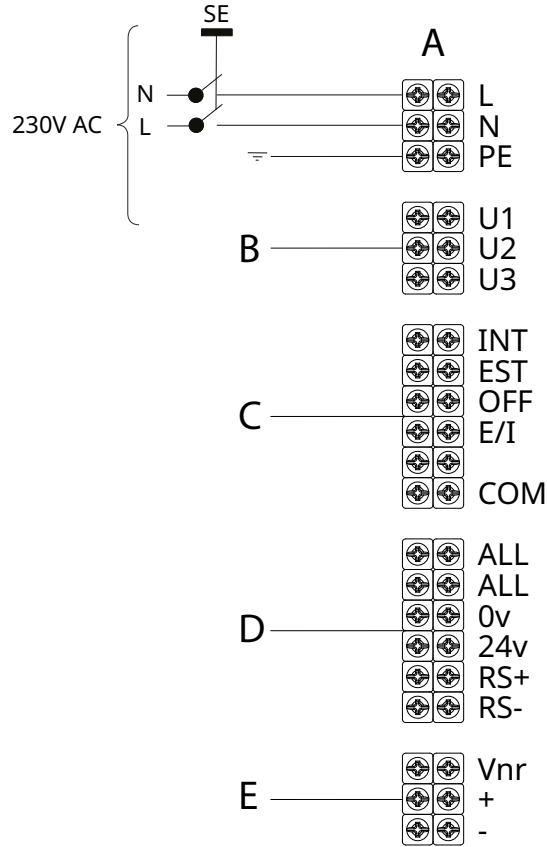 SE
A
N
L
230V AC
L
N
PE
B
U1
U2
U3
C
INT
EST
OFF
E/I
COM
D
ALL
ALL
0v
24v
RS+
RS-
E
Vnr
+
-